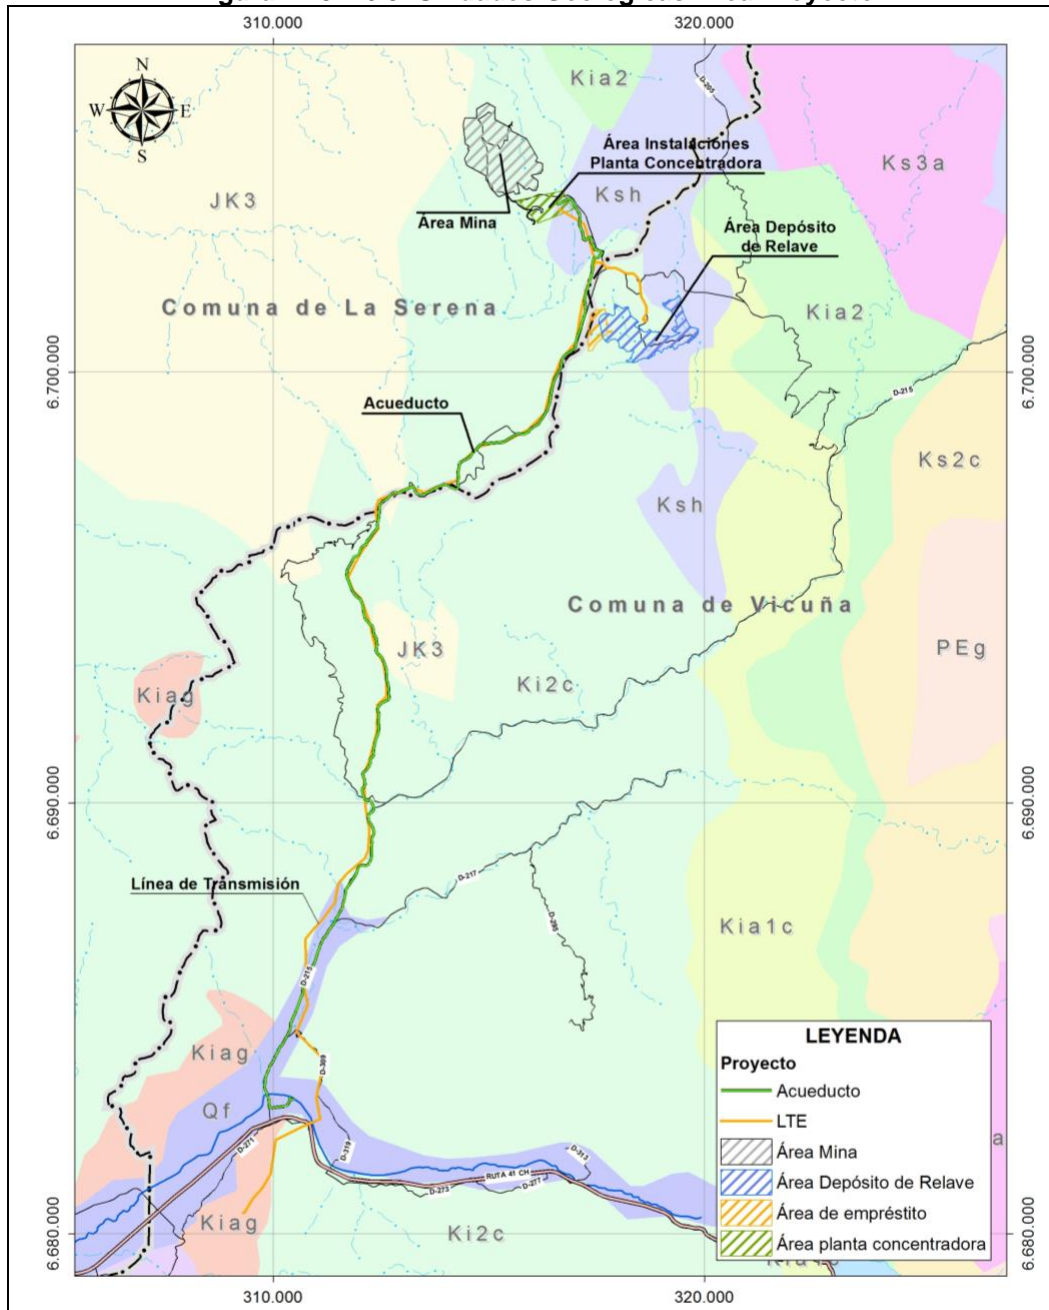 310.000
320.000
N
W
E
S
Kia2
D-205
Área Instalaciones
Planta Concentradora
Ks3a
JK3
Ksh
Área Mina
Área Depósito
de Relave
Comuna de La Serena
Kia2
6.700.000
6.700.000
D-215
Acueducto
Ks2c
Ksh
Comuna de Vicuña
JK3
PEg
Ki2c
Kiag
6.690.000
6.690.000
Línea de Transmisión
D-217
D-295
Kia1c
D-215
Kiag
D-309
Qf
D-271
D-319
D-313
RUTA 41 CH
D-273
D-277
Kiag
Ki2c
a
6.680.000
6.680.000
LEYENDA
Proyecto
Acueducto
LTE
Área Mina
Área Depósito de Relave
Área de empréstito
Área planta concentradora
310.000
320.000